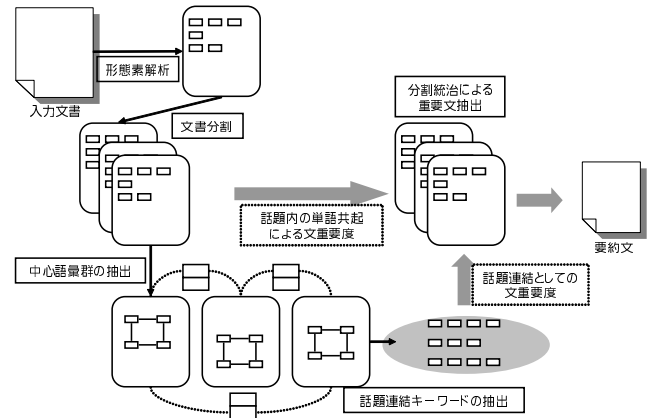 形態素解析
入力文書
分割統治による
重要文抽出
文書分割
話題内の単語共起
による文重要度
要約文
中心語彙群の抽出
話題連結としての
文重要度
話題連結キーワードの抽出